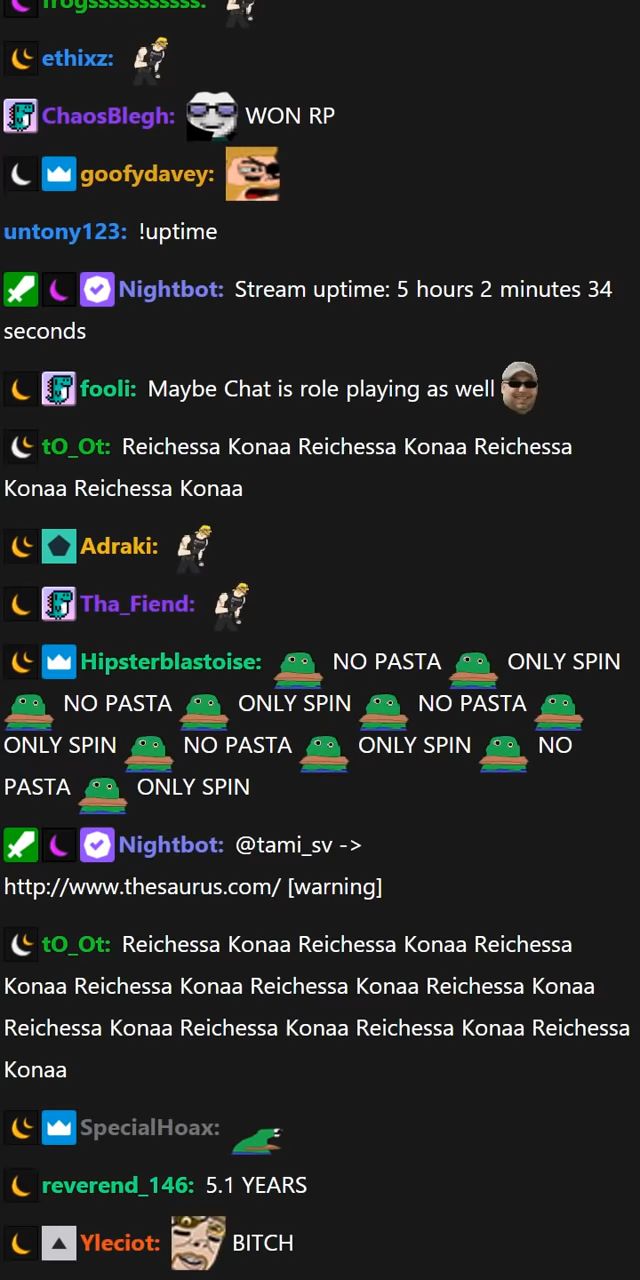 frogsssssssssss:
ethixz:
ChaosBlegh: WON RP
goofydavey:
untony123: !uptime
Nightbot: Stream uptime: 5 hours 2 minutes 34
seconds
fooli: Maybe Chat is role playing as well
tO_Ot: Reichessa Konaa Reichessa Konaa Reichessa
Konaa Reichessa Konaa
Adraki:
Tha_Fiend:
Hipsterblastoise: NO PASTA ONLY SPIN
NO PASTA ONLY SPIN NO PASTA
ONLY SPIN NO PASTA ONLY SPIN NO
PASTA ONLY SPIN
Nightbot: @tami_sv ->
http://www.thesaurus.com/ [warning]
tO_Ot: Reichessa Konaa Reichessa Konaa Reichessa
Konaa Reichessa Konaa Reichessa Konaa Reichessa Konaa
Reichessa Konaa Reichessa Konaa Reichessa Konaa Reichessa
Konaa
SpecialHoax:
reverend_146: 5.1 YEARS
Yleciot: BITCH